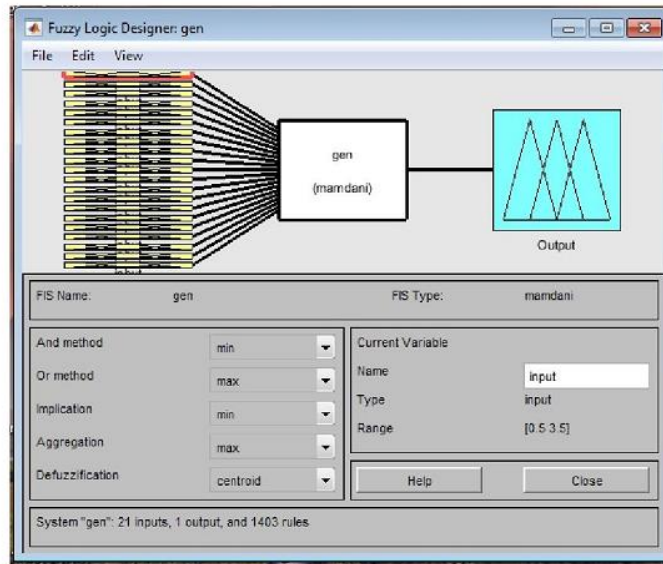 Fuzzy Logic Designer: gen
File Edit View
gen
(mamdani)
Output
FIS Name: gen FIS Type: mamdani
And method min
Or method max
Implication min
Aggregation max
Defuzzification centroid
Current Variable
Name input
Type input
Range [0.5 3.5]
Help Close
System "gen": 21 inputs, 1 output, and 1403 rules